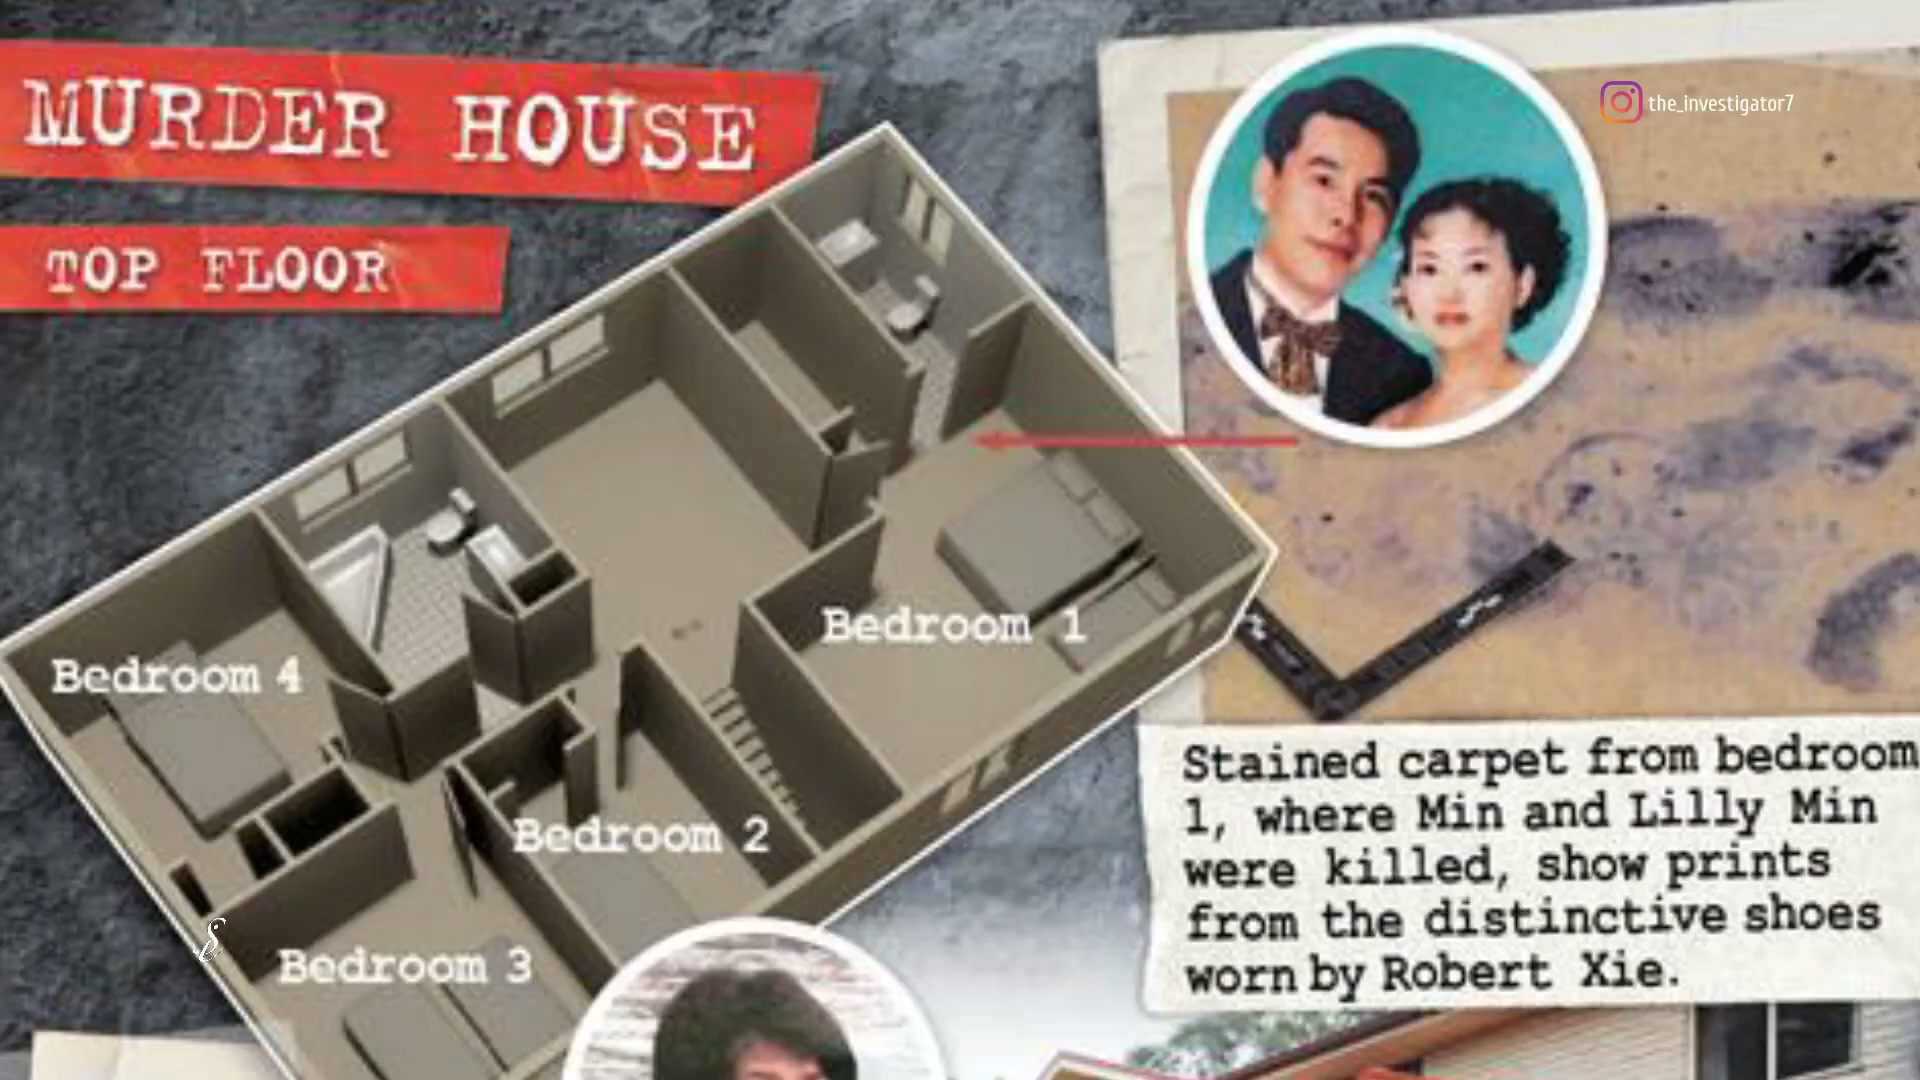 MURDER HOUSE
TOP FLOOR
the_investigator7
Bedroom 1
Bedroom 4
Bedroom 2
Bedroom 3
Stained carpet from bedroom
1, where Min and Lilly Min
were killed, show prints
from the distinctive shoes
worn by Robert Xie.